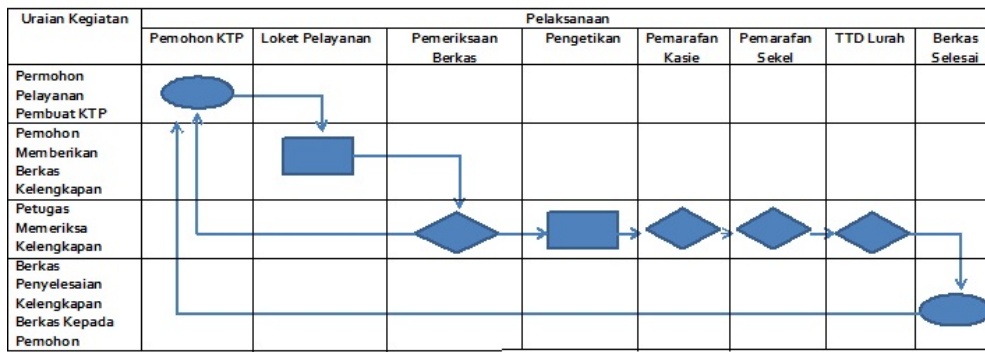 Uraian Kegiatan
Pelaksanaan
Pemohon KTP
Loket Pelayanan
Pemeriksaan
Berkas
Pengetikan
Pemarafan
Kasie
Pemarafan
Sekel
TTD Lurah
Berkas
Selesai
Permohon
Pelayanan
Pembuat KTP
Pemohon
Memberikan
Berkas
Kelengkapan
Petugas
Memeriksa
Kelengkapan
Berkas
Penyelesaian
Kelengkapan
Berkas Kepada
Pemohon